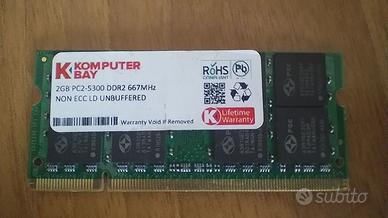 KOMPUTER
BAY
2GB PC2-5300 DDR2 667MHz
NON ECC LD UNBUFFERED
RoHS
COMPLIANT
Pb
K
Lifetime
Warranty
Warranty Void If Removed
subito